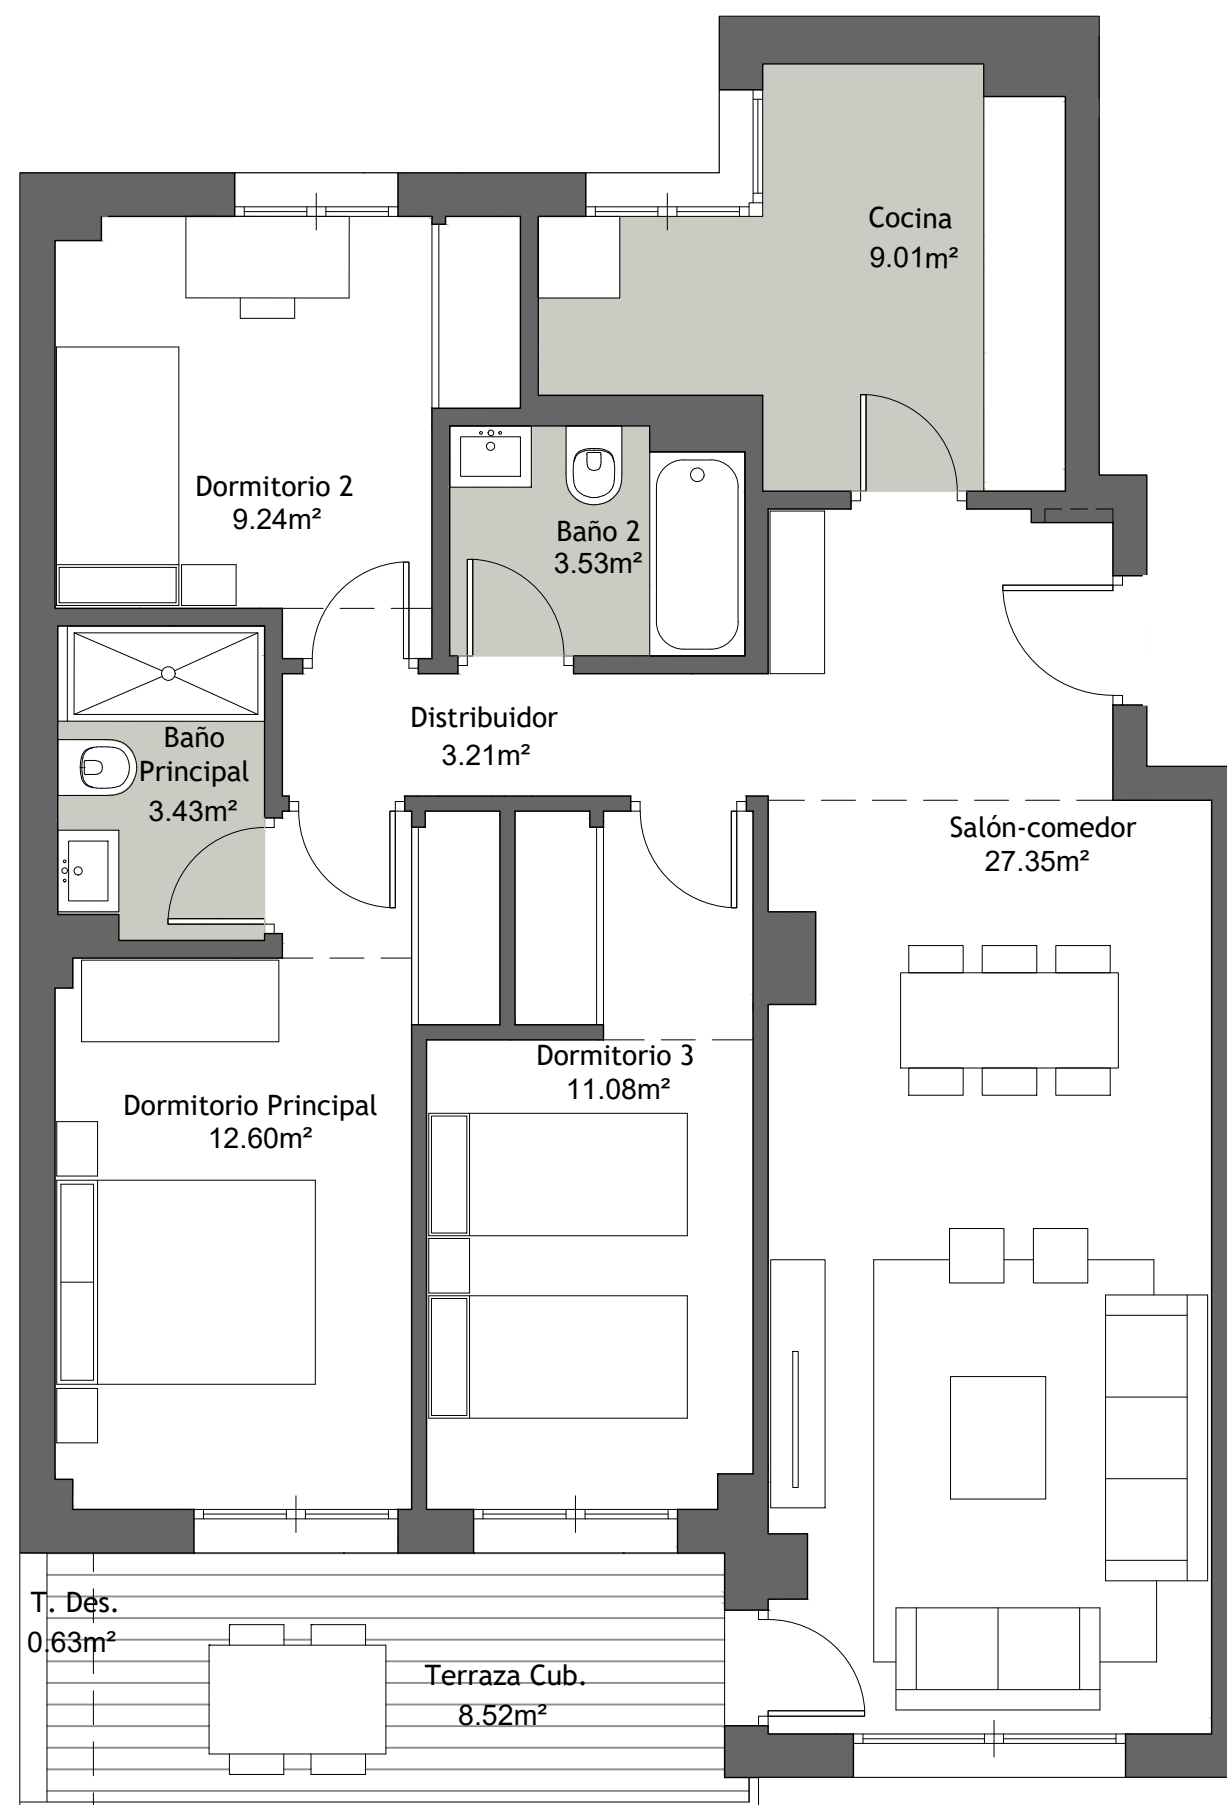 Cocina
9.01m²
Dormitorio 2
9.24m²
Baño 2
3.53m²
Distribuidor
3.21m²
Baño
Principal
3.43m²
Salón-comedor
27.35m²
Dormitorio 3
11.08m²
Dormitorio Principal
12.60m²
T. Des.
0.63m²
Terraza Cub.
8.52m²